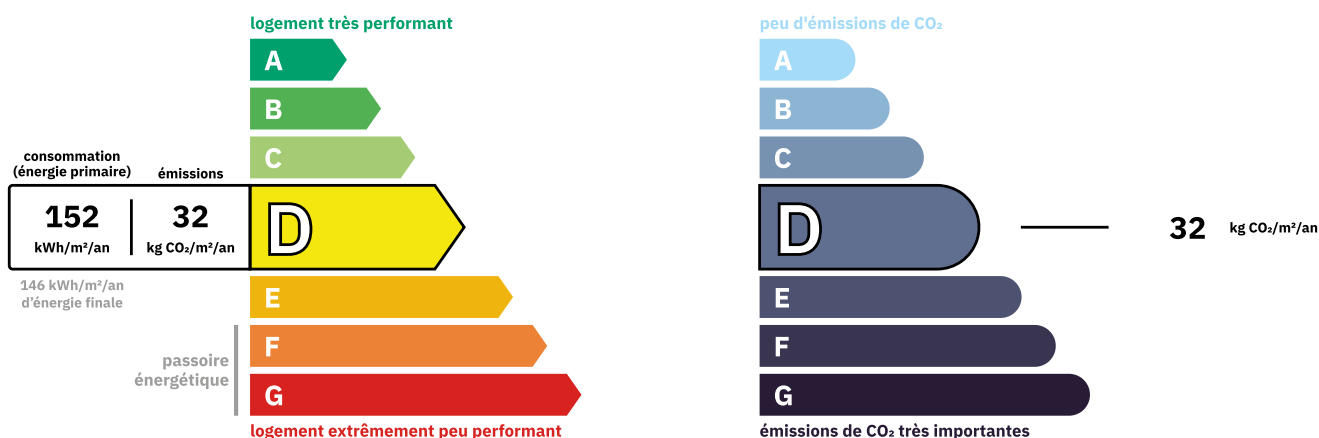 logement très performant
A
B
C
consommation
(énergie primaire)
émissions
152
kWh/m²/an
32
kg CO₂/m²/an
D
146 kWh/m²/an
d'énergie finale
E
passoire
énergétique
F
G
logement extrêmement peu performant
peu d'émissions de CO₂
A
B
C
D
32 kg CO₂/m²/an
E
F
G
émissions de CO₂ très importantes